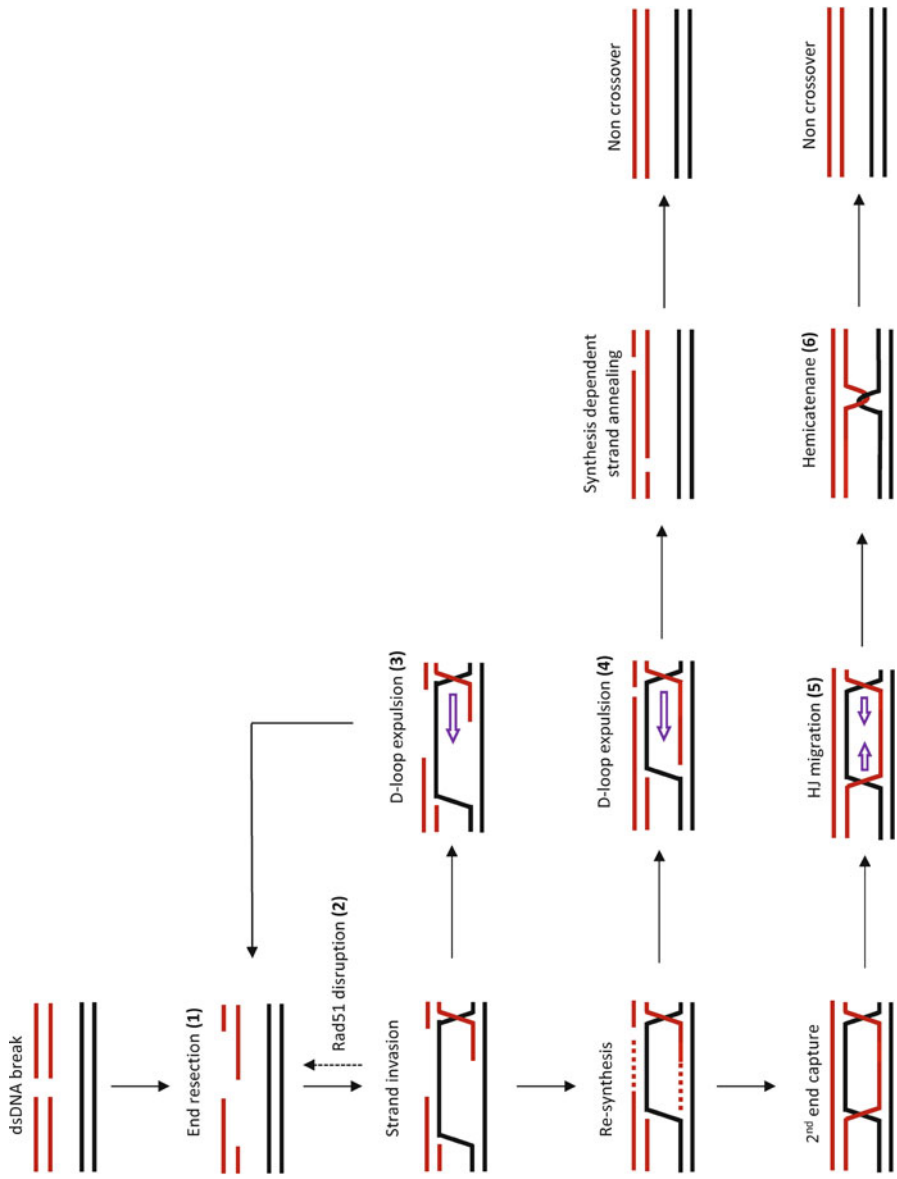 dsDNA break
End resection (1)
Rad51 disruption (2)
Strand invasion
D-loop expulsion (3)
Re-synthesis
D-loop expulsion (4)
Synthesis dependent
strand annealing
Non crossover
2nd end capture
HJ migration (5)
Hemicatenane (6)
Non crossover